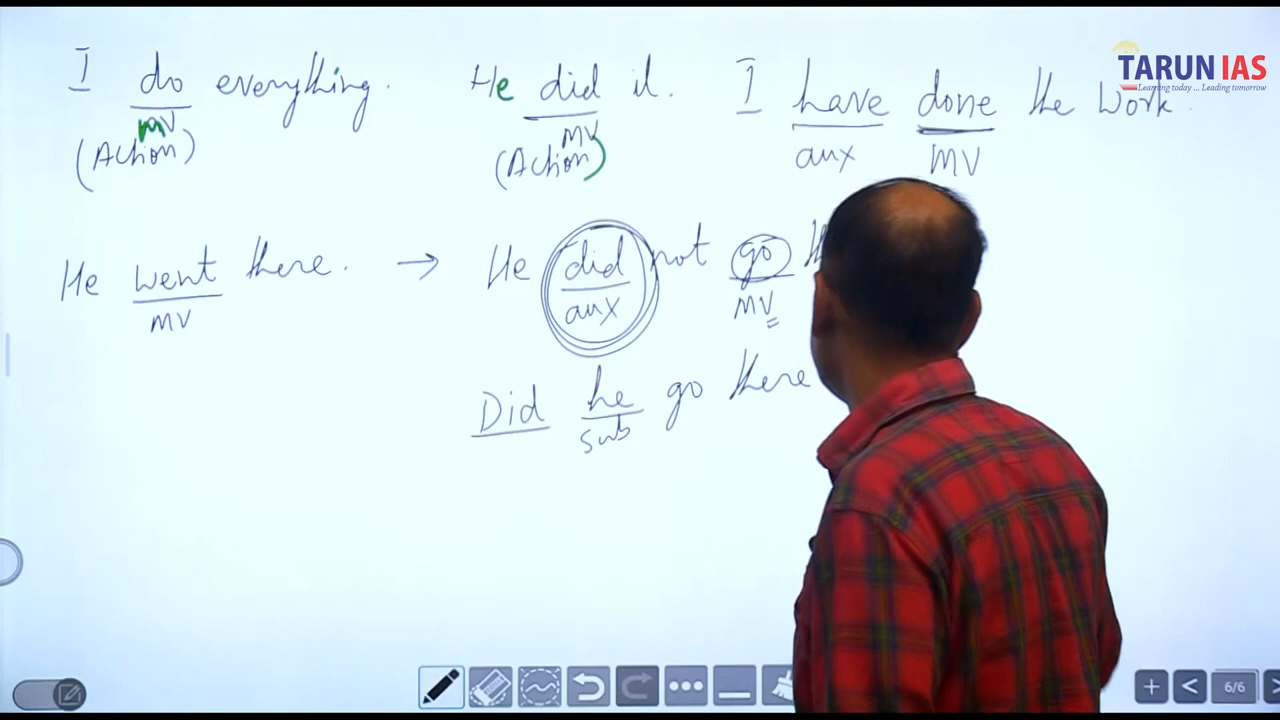 I do everything. He did it. I have done the work.
MV MV aux MV
(Action) (Action)
He went there. → He did not go
MV aux MV
Did he go there
sub
TARUN IAS
Learning today ... Leading tomorrow
6/6